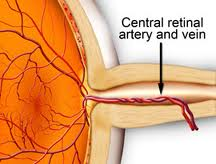 Central retinal
artery and vein